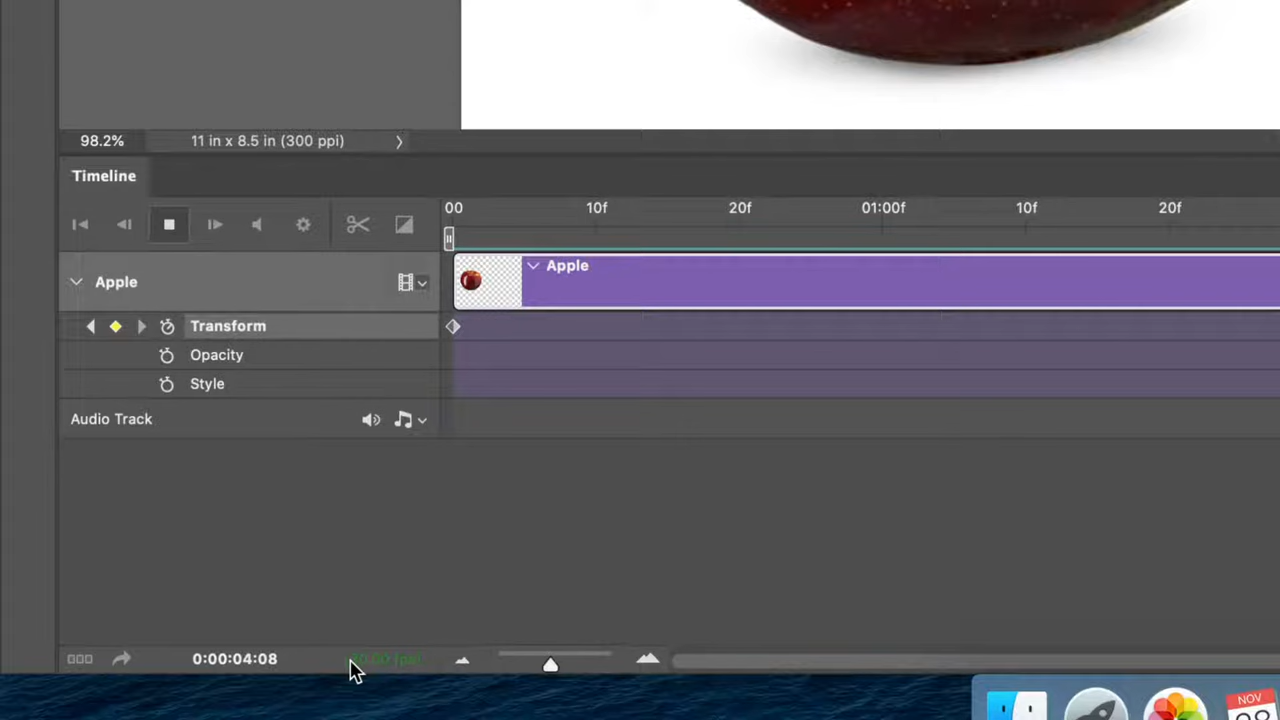 98.2%
11 in x 8.5 in (300 ppi)
Timeline
00 10f 20f 01:00f 10f 20f
Apple
Apple
Transform
Opacity
Style
Audio Track
0:00:04:08
fps)
NOV